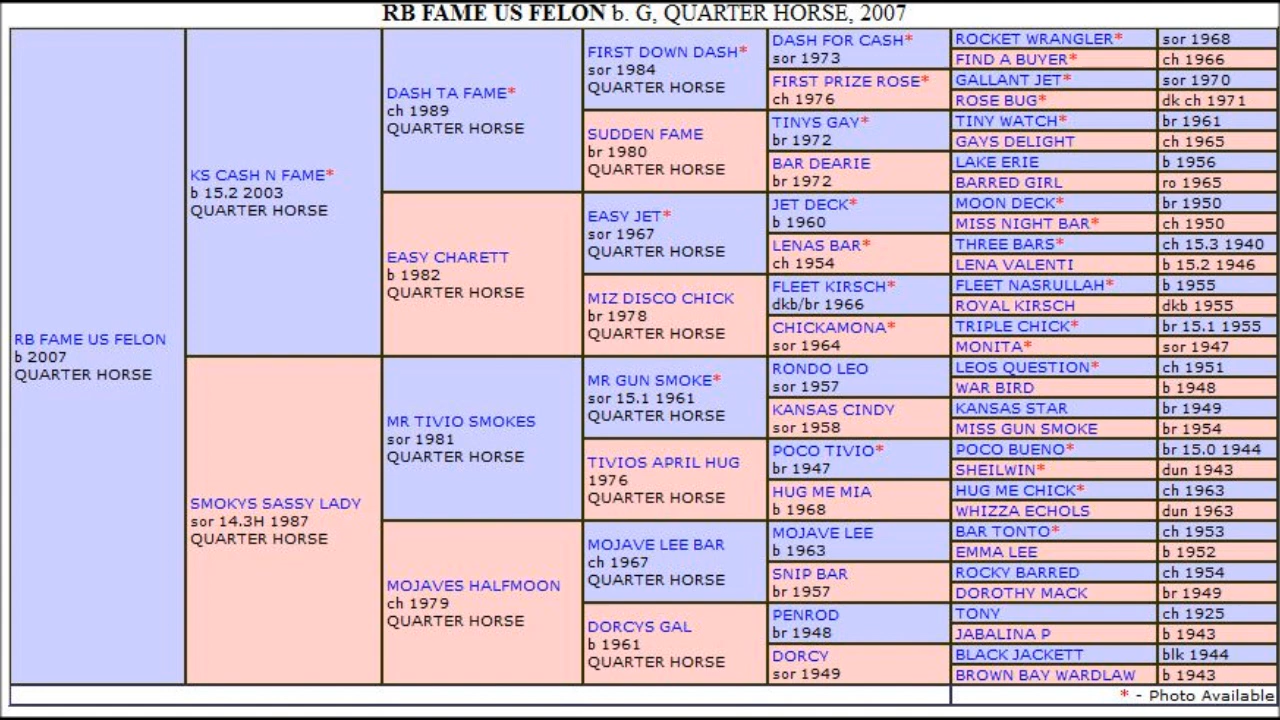 RB FAME US FELON b. G, QUARTER HORSE, 2007
RB FAME US FELON
b 2007
QUARTER HORSE
KS CASH N FAME*
b 15.2 2003
QUARTER HORSE
SMOKYS SASSY LADY
sor 14.3H 1987
QUARTER HORSE
DASH TA FAME*
ch 1989
QUARTER HORSE
EASY CHARETT
b 1982
QUARTER HORSE
MR TIVIO SMOKES
sor 1981
QUARTER HORSE
MOJAVES HALFMOON
ch 1979
QUARTER HORSE
FIRST DOWN DASH*
sor 1984
QUARTER HORSE
SUDDEN FAME
br 1980
QUARTER HORSE
EASY JET*
sor 1967
QUARTER HORSE
MIZ DISCO CHICK
br 1978
QUARTER HORSE
MR GUN SMOKE*
sor 15.1 1961
QUARTER HORSE
TIVIOS APRIL HUG
1976
QUARTER HORSE
MOJAVE LEE BAR
ch 1967
QUARTER HORSE
DORCYS GAL
b 1961
QUARTER HORSE
DASH FOR CASH*
sor 1973
FIRST PRIZE ROSE*
ch 1976
TINYS GAY*
br 1972
BAR DEARIE
br 1972
JET DECK*
b 1960
LENAS BAR*
ch 1954
FLEET KIRSCH*
dkb/br 1966
CHICKAMONA*
sor 1964
RONDO LEO
sor 1957
KANSAS CINDY
sor 1958
POCO TIVIO*
br 1947
HUG ME MIA
b 1968
MOJAVE LEE
b 1963
SNIP BAR
br 1957
PENROD
br 1948
DORCY
sor 1949
ROCKET WRANGLER* sor 1968
FIND A BUYER* ch 1966
GALLANT JET* sor 1970
ROSE BUG* dk ch 1971
TINY WATCH* br 1961
GAYS DELIGHT ch 1965
LAKE ERIE b 1956
BARRED GIRL ro 1965
MOON DECK* br 1950
MISS NIGHT BAR* ch 1950
THREE BARS* ch 15.3 1940
LENA VALENTI b 15.2 1946
FLEET NASRULLAH* b 1955
ROYAL KIRSCH dkb 1955
TRIPLE CHICK* br 15.1 1955
MONITA* sor 1947
LEOS QUESTION* ch 1951
WAR BIRD b 1948
KANSAS STAR br 1949
MISS GUN SMOKE br 1954
POCO BUENO* br 15.0 1944
SHEILWIN* dun 1943
HUG ME CHICK* ch 1963
WHIZZA ECHOLS dun 1963
BAR TONTO* ch 1953
EMMA LEE b 1952
ROCKY BARRED ch 1954
DOROTHY MACK br 1949
TONY ch 1925
JABALINA P b 1943
BLACK JACKETT blk 1944
BROWN BAY WARDLAW b 1943
* - Photo Available